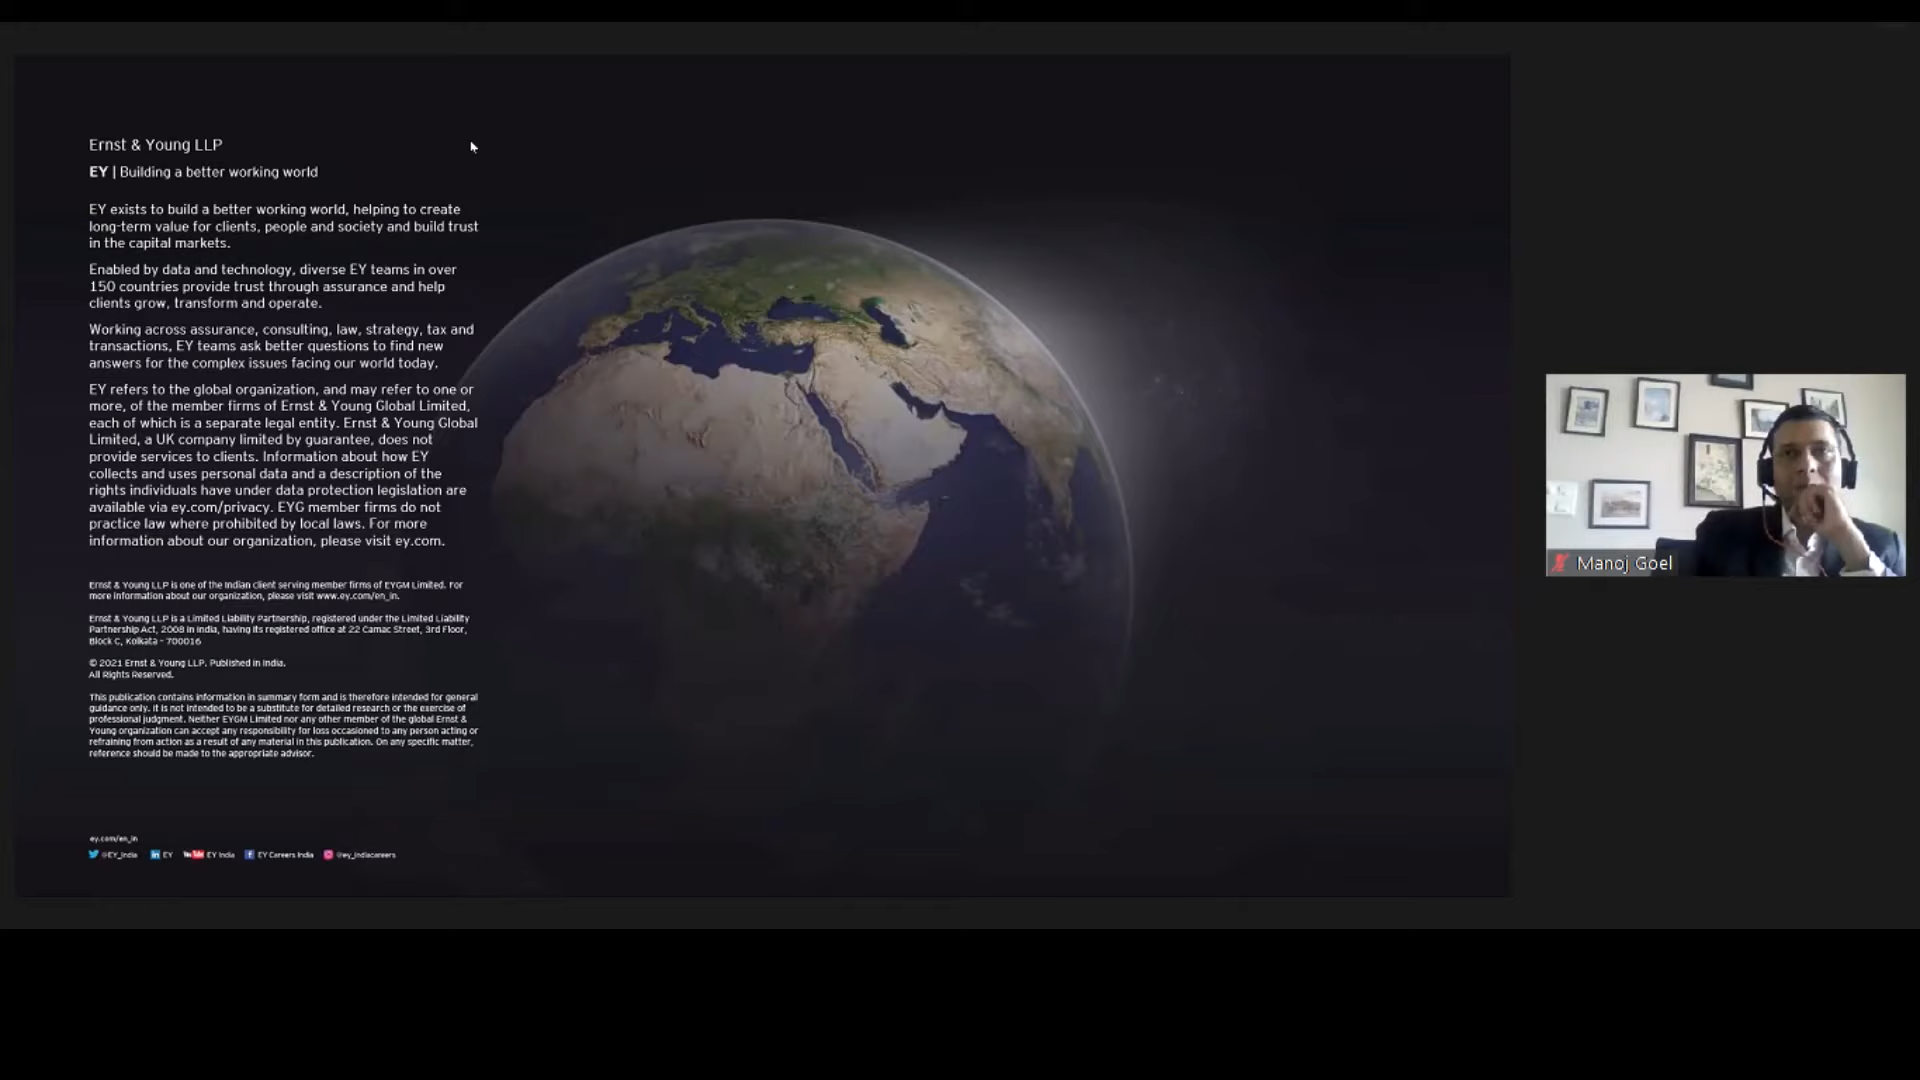 Ernst & Young LLP
EY | Building a better working world
EY exists to build a better working world, helping to create
long-term value for clients, people and society and build trust
in the capital markets.
Enabled by data and technology, diverse EY teams in over
150 countries provide trust through assurance and help
clients grow, transform and operate.
Working across assurance, consulting, law, strategy, tax and
transactions, EY teams ask better questions to find new
answers for the complex issues facing our world today.
EY refers to the global organization, and may refer to one or
more, of the member firms of Ernst & Young Global Limited,
each of which is a separate legal entity. Ernst & Young Global
Limited, a UK company limited by guarantee, does not
provide services to clients. Information about how EY
collects and uses personal data and a description of the
rights individuals have under data protection legislation are
available via ey.com/privacy. EYG member firms do not
practice law where prohibited by local laws. For more
information about our organization, please visit ey.com.
Ernst & Young LLP is one of the Indian client serving member firms of EYGM Limited. For
more information about our organization, please visit www.ey.com/en_in.
Ernst & Young LLP is a Limited Liability Partnership, registered under the Limited Liability
Partnership Act, 2008 in India, having its registered office at 22 Camac Street, 3rd Floor,
Block C, Kolkata - 700016
© 2021 Ernst & Young LLP. Published in India.
All Rights Reserved.
This publication contains information in summary form and is therefore intended for general
guidance only. It is not intended to be a substitute for detailed research or the exercise of
professional judgment. Neither EYGM Limited nor any other member of the global Ernst &
Young organization can accept any responsibility for loss occasioned to any person acting or
refraining from action as a result of any material in this publication. On any specific matter,
reference should be made to the appropriate advisor.
ey.com/en_in
@EY_India EY YouTube EY India EY Careers India @ey_indiacareers
Manoj Goel